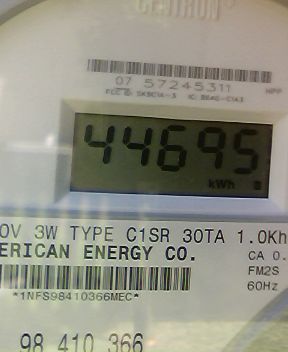 CENTRON
07 57245311
44695
kWh
0V 3W TYPE C1SR 30TA 1.0Kh
ERICAN ENERGY CO. CA 0.
FM2S
60Hz
*1NFS98410366MEC*
98 410 366